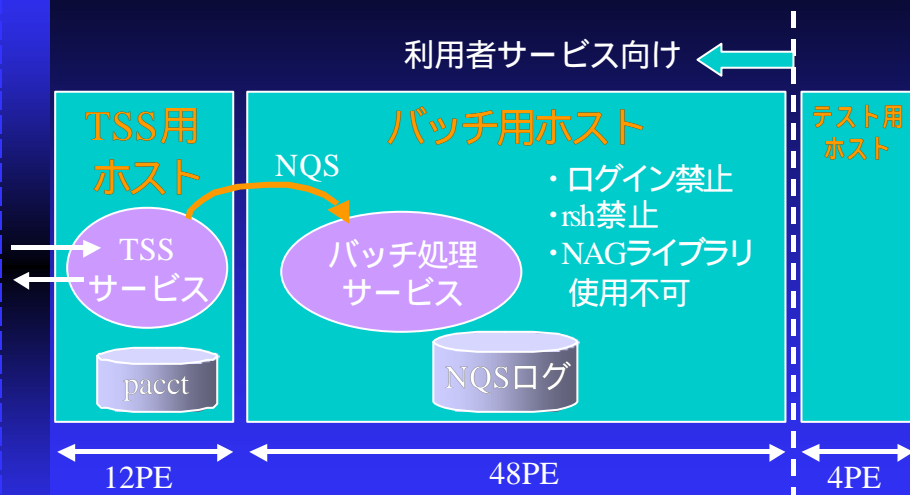 利用者サービス向け
TSS用
ホスト
NQS
TSS
サービス
pacct
バッチ用ホスト
・ログイン禁止
・rsh禁止
・NAGライブラリ
使用不可
バッチ処理
サービス
NQSログ
テスト用
ホスト
12PE
48PE
4PE